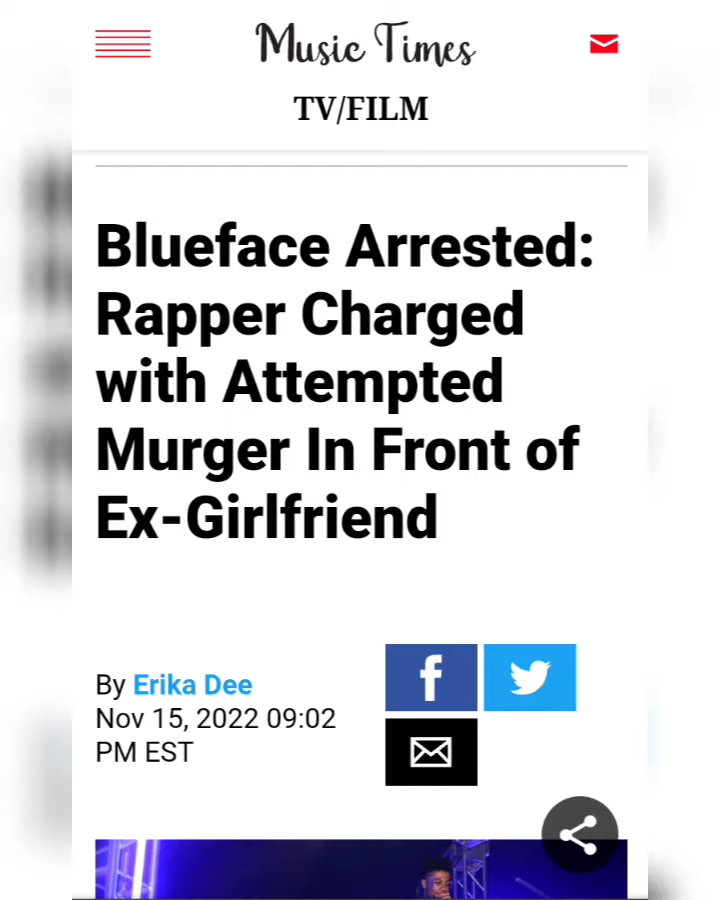 Music Times
TV/FILM
Blueface Arrested:
Rapper Charged
with Attempted
Murger In Front of
Ex-Girlfriend
By Erika Dee
Nov 15, 2022 09:02
PM EST